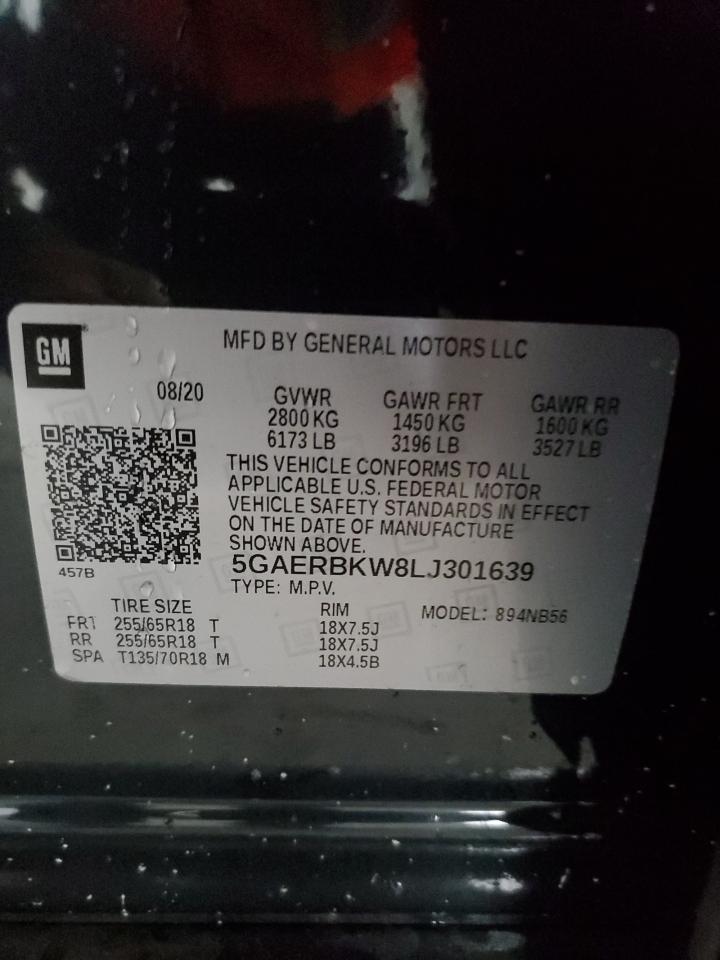 GM
MFD BY GENERAL MOTORS LLC
08/20
GVWR GAWR FRT GAWR RR
2800 KG 1450 KG 1600 KG
6173 LB 3196 LB 3527 LB
THIS VEHICLE CONFORMS TO ALL
APPLICABLE U.S. FEDERAL MOTOR
VEHICLE SAFETY STANDARDS IN EFFECT
ON THE DATE OF MANUFACTURE
SHOWN ABOVE.
457B
5GAERBKW8LJ301639
TYPE: M.P.V.
TIRE SIZE RIM MODEL: 894NB56
FRT 255/65R18 T 18X7.5J
RR 255/65R18 T 18X7.5J
SPA T135/70R18 M 18X4.5B